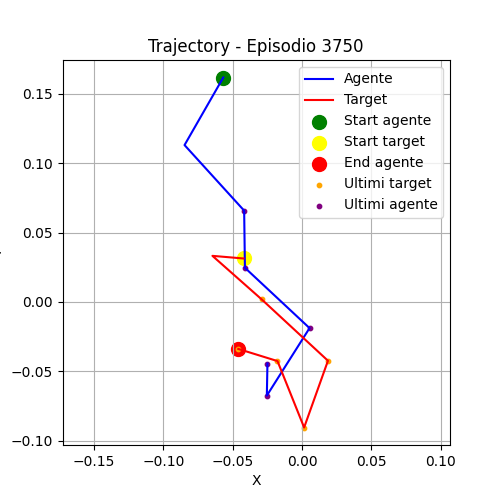 Trajectory - Episodio 3750
Agente
Target
Start agente
Start target
End agente
Ultimi target
Ultimi agente
0.15
0.10
0.05
0.00
−0.05
−0.10
−0.15
−0.10
−0.05
0.00
0.05
0.10
X